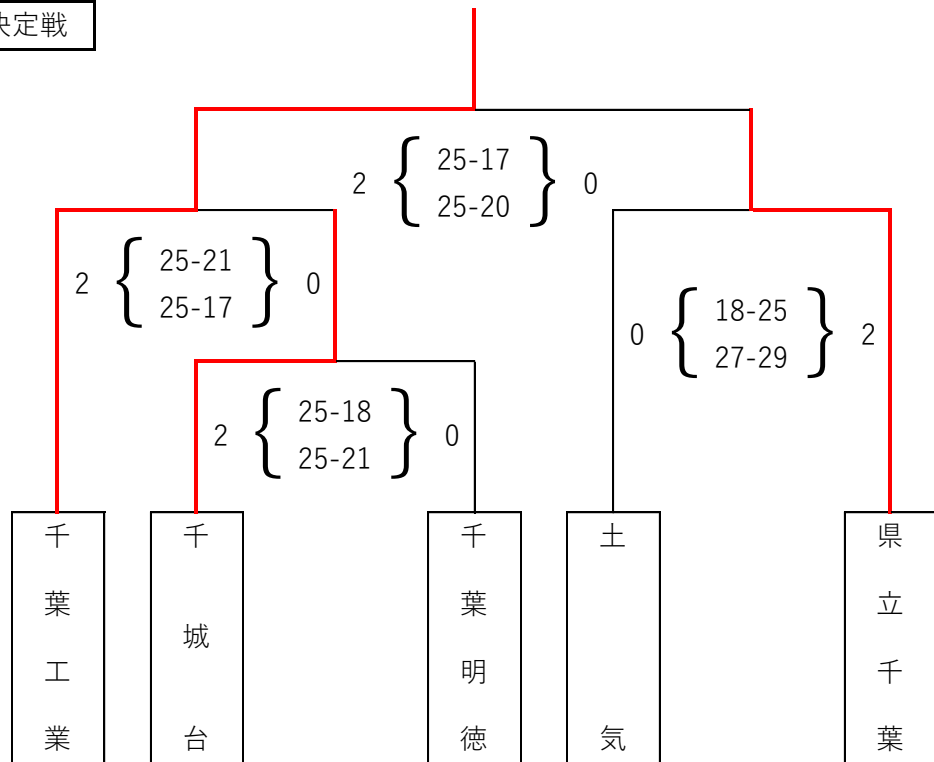 決定戦
2 { 25-17 } 0
25-20
2 { 25-21 } 0
25-17
0 { 18-25 } 2
27-29
2 { 25-18 } 0
25-21
千葉工業
千城台
千葉明徳
土気
県立千葉